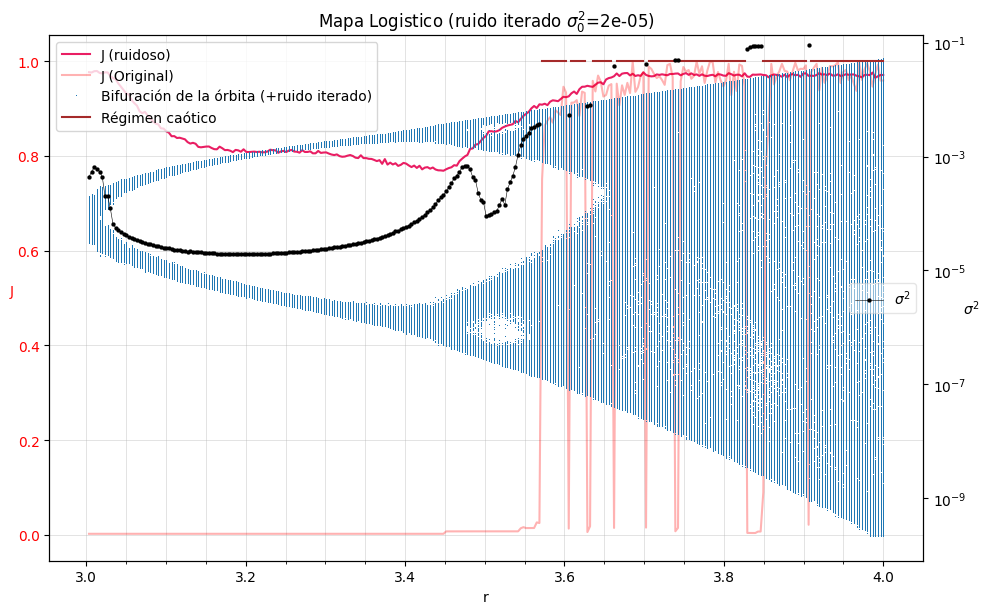 Mapa Logistico (ruido iterado σ₀²=2e-05)
J (ruidoso)
J (Original)
Bifuración de la órbita (+ruido iterado)
Régimen caótico
1.0
0.8
0.6
0.4
0.2
0.0
J
10⁻¹
10⁻³
10⁻⁵
10⁻⁷
10⁻⁹
σ²
σ²
3.0 3.2 3.4 3.6 3.8 4.0
r